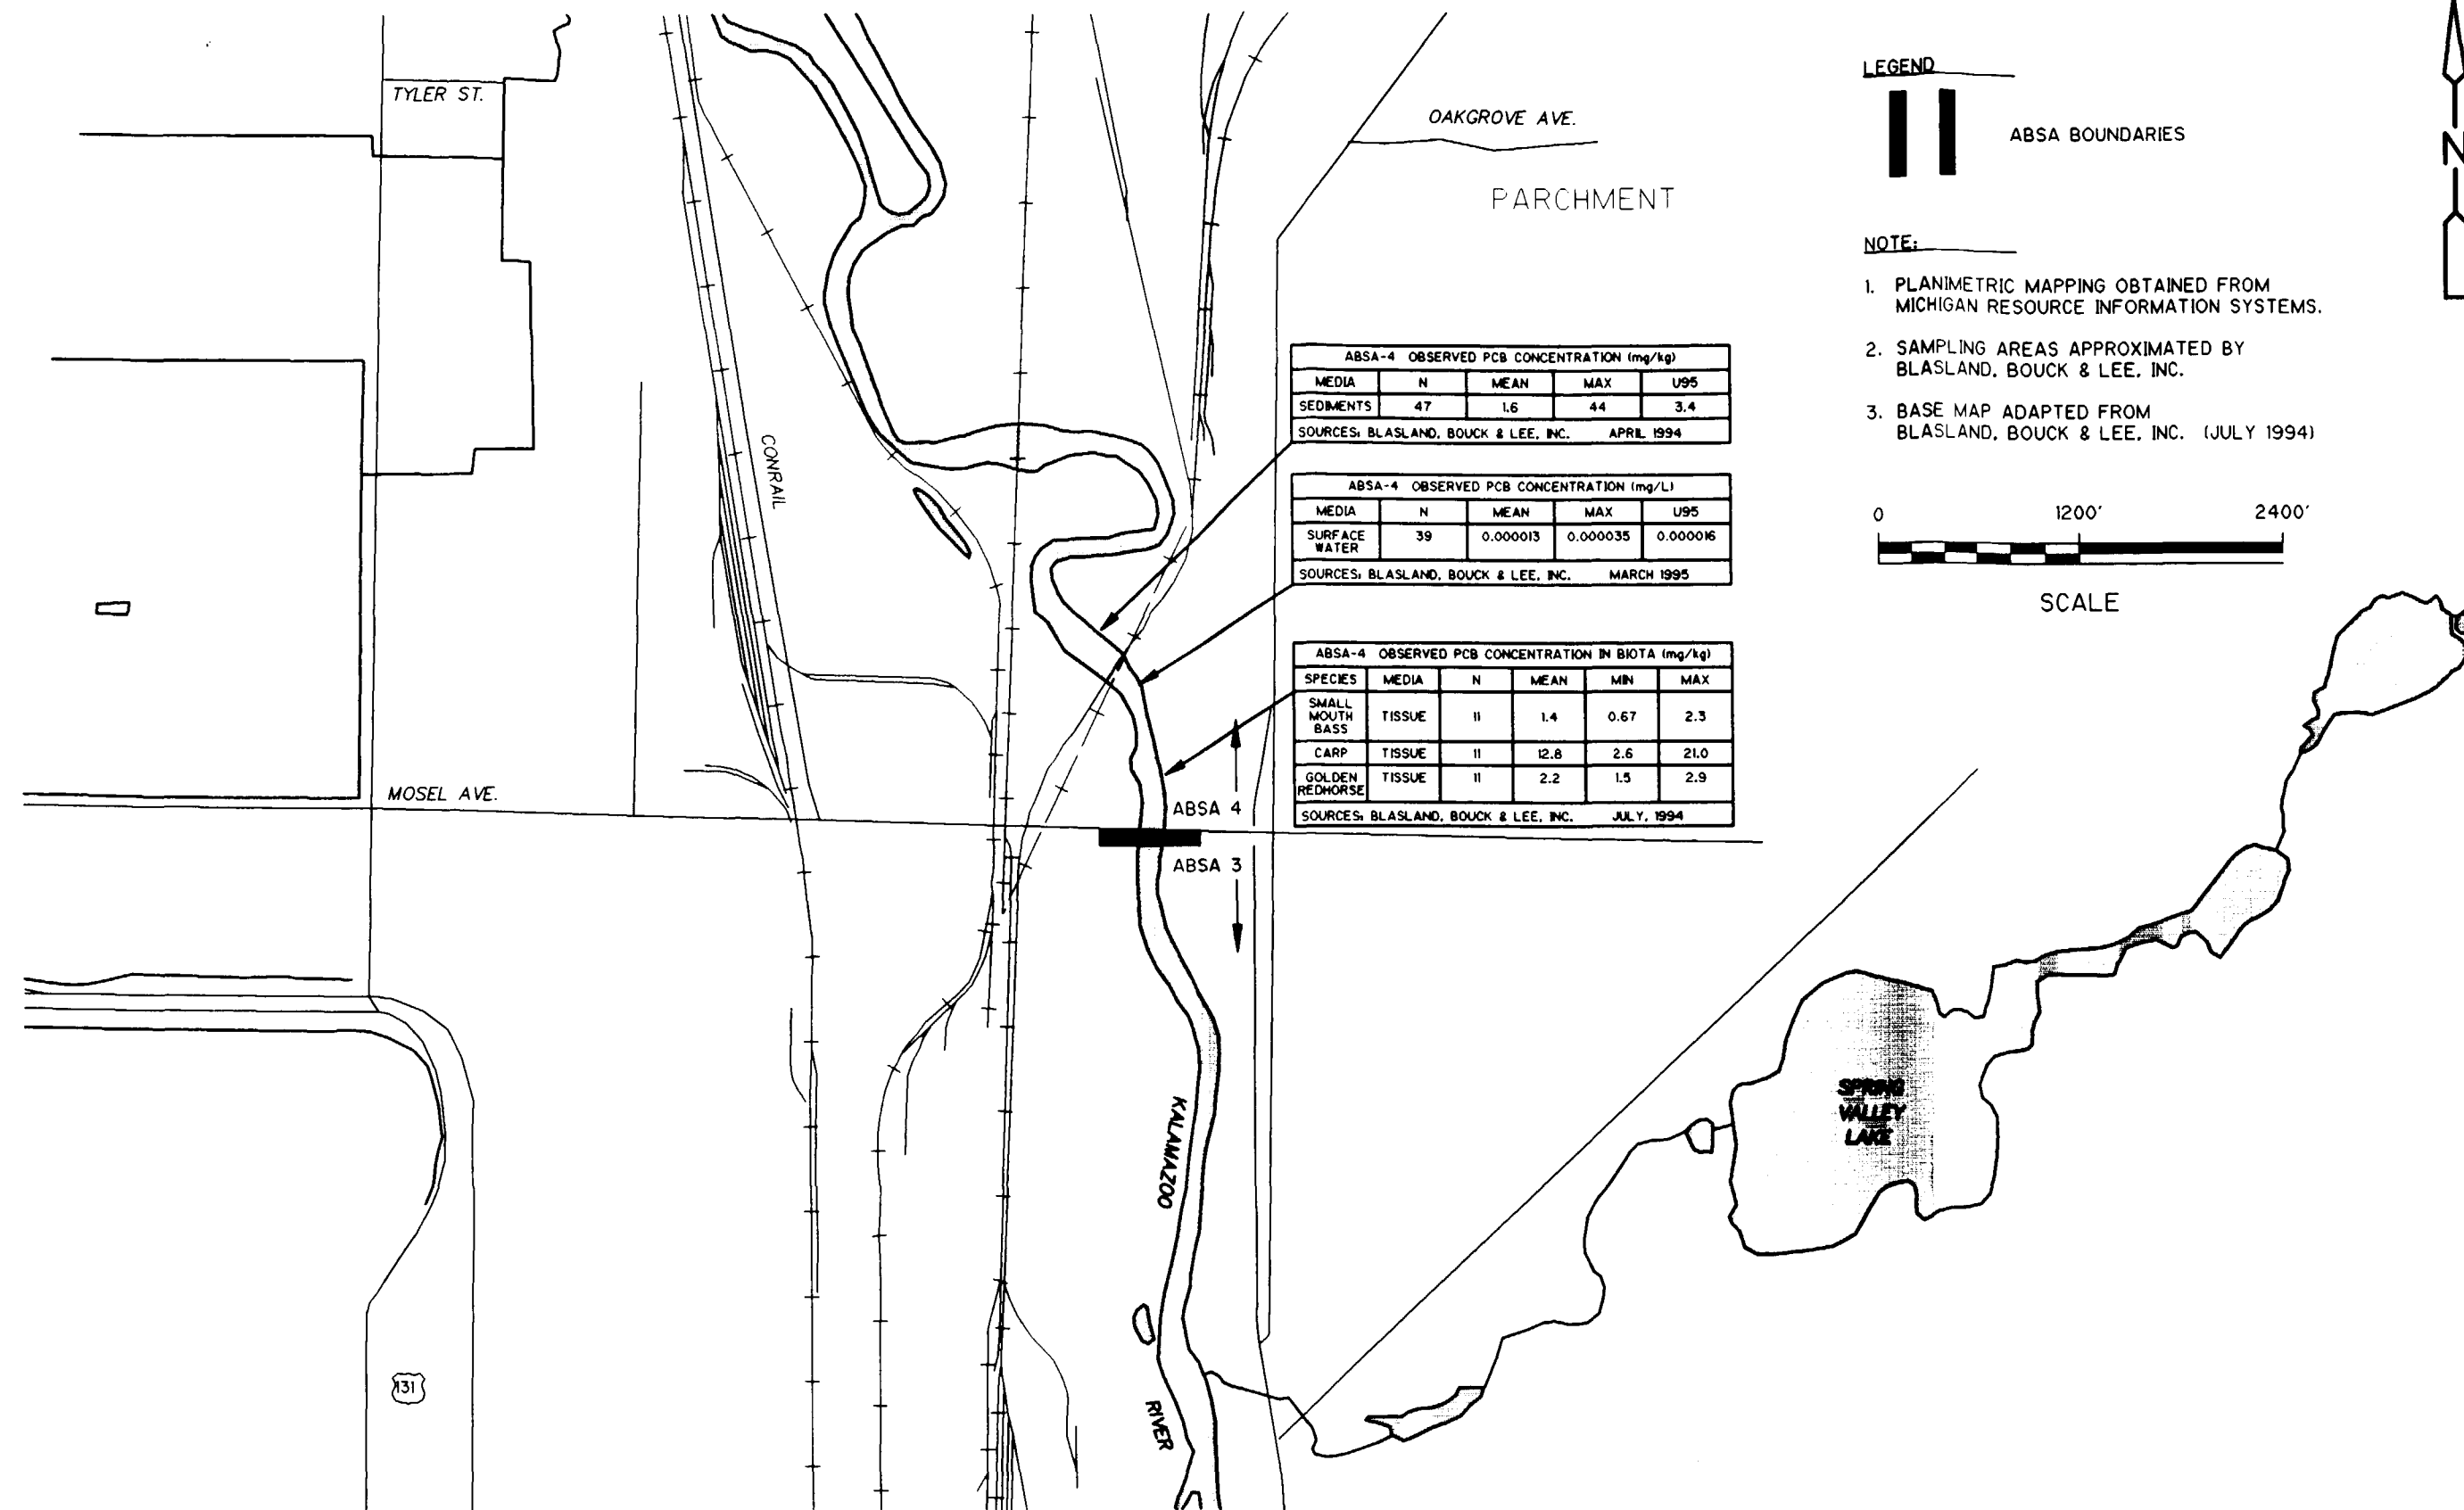 TYLER ST.
OAKGROVE AVE.
PARCHMENT
CONRAIL
MOSEL AVE.
ABSA 4
ABSA 3
KALAMAZOO
RIVER
131
SPRING
VALLEY
LAKE
ABSA-4 OBSERVED PCB CONCENTRATION (mg/kg)
MEDIA N MEAN MAX U95
SEDIMENTS 47 1.6 44 3.4
SOURCES: BLASLAND, BOUCK & LEE, INC. APRIL 1994
ABSA-4 OBSERVED PCB CONCENTRATION (mg/L)
MEDIA N MEAN MAX U95
SURFACE
WATER 39 0.000013 0.000035 0.000016
SOURCES: BLASLAND, BOUCK & LEE, INC. MARCH 1995
ABSA-4 OBSERVED PCB CONCENTRATION IN BIOTA (mg/kg)
SPECIES MEDIA N MEAN MIN MAX
SMALL
MOUTH
BASS TISSUE 11 1.4 0.67 2.3
CARP TISSUE 11 12.8 2.6 21.0
GOLDEN
REDHORSE TISSUE 11 2.2 1.5 2.9
SOURCES: BLASLAND, BOUCK & LEE, INC. JULY, 1994
LEGEND
ABSA BOUNDARIES
NOTE:
1. PLANIMETRIC MAPPING OBTAINED FROM
MICHIGAN RESOURCE INFORMATION SYSTEMS.
2. SAMPLING AREAS APPROXIMATED BY
BLASLAND, BOUCK & LEE, INC.
3. BASE MAP ADAPTED FROM
BLASLAND, BOUCK & LEE, INC. (JULY 1994)
0 1200' 2400'
SCALE
N